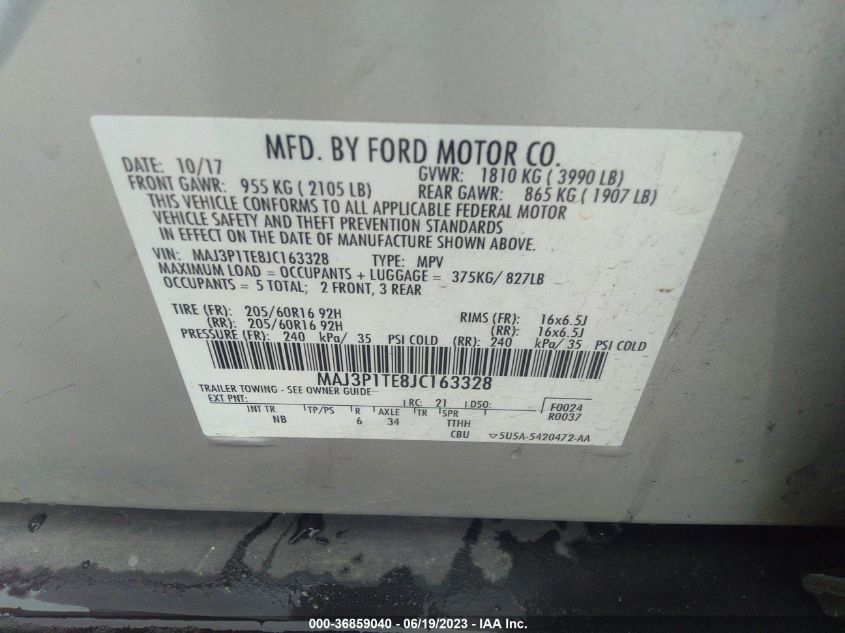 MFD. BY FORD MOTOR CO.
DATE: 10/17 GVWR: 1810 KG ( 3990 LB)
FRONT GAWR: 955 KG ( 2105 LB) REAR GAWR: 865 KG ( 1907 LB)
THIS VEHICLE CONFORMS TO ALL APPLICABLE FEDERAL MOTOR
VEHICLE SAFETY AND THEFT PREVENTION STANDARDS
IN EFFECT ON THE DATE OF MANUFACTURE SHOWN ABOVE.
VIN: MAJ3P1TE8JC163328 TYPE: MPV
MAXIMUM LOAD = OCCUPANTS + LUGGAGE = 375KG/ 827LB
OCCUPANTS = 5 TOTAL; 2 FRONT, 3 REAR
TIRE (FR): 205/60R16 92H RIMS (FR): 16x6.5J
(RR): 205/60R16 92H (RR): 16x6.5J
PRESSURE (FR): 240 kPa/ 35 PSI COLD (RR): 240 kPa/ 35 PSI COLD
MAJ3P1TE8JC163328
TRAILER TOWING - SEE OWNER GUIDE
EXT PNT: RC: 21 DSO: F0024
INT TR TP/PS R AXLE TR SPR R0037
NB 6 34 TTHH
CBU 5U5A-5420472-AA
000-36859040 - 06/19/2023 - IAA Inc.